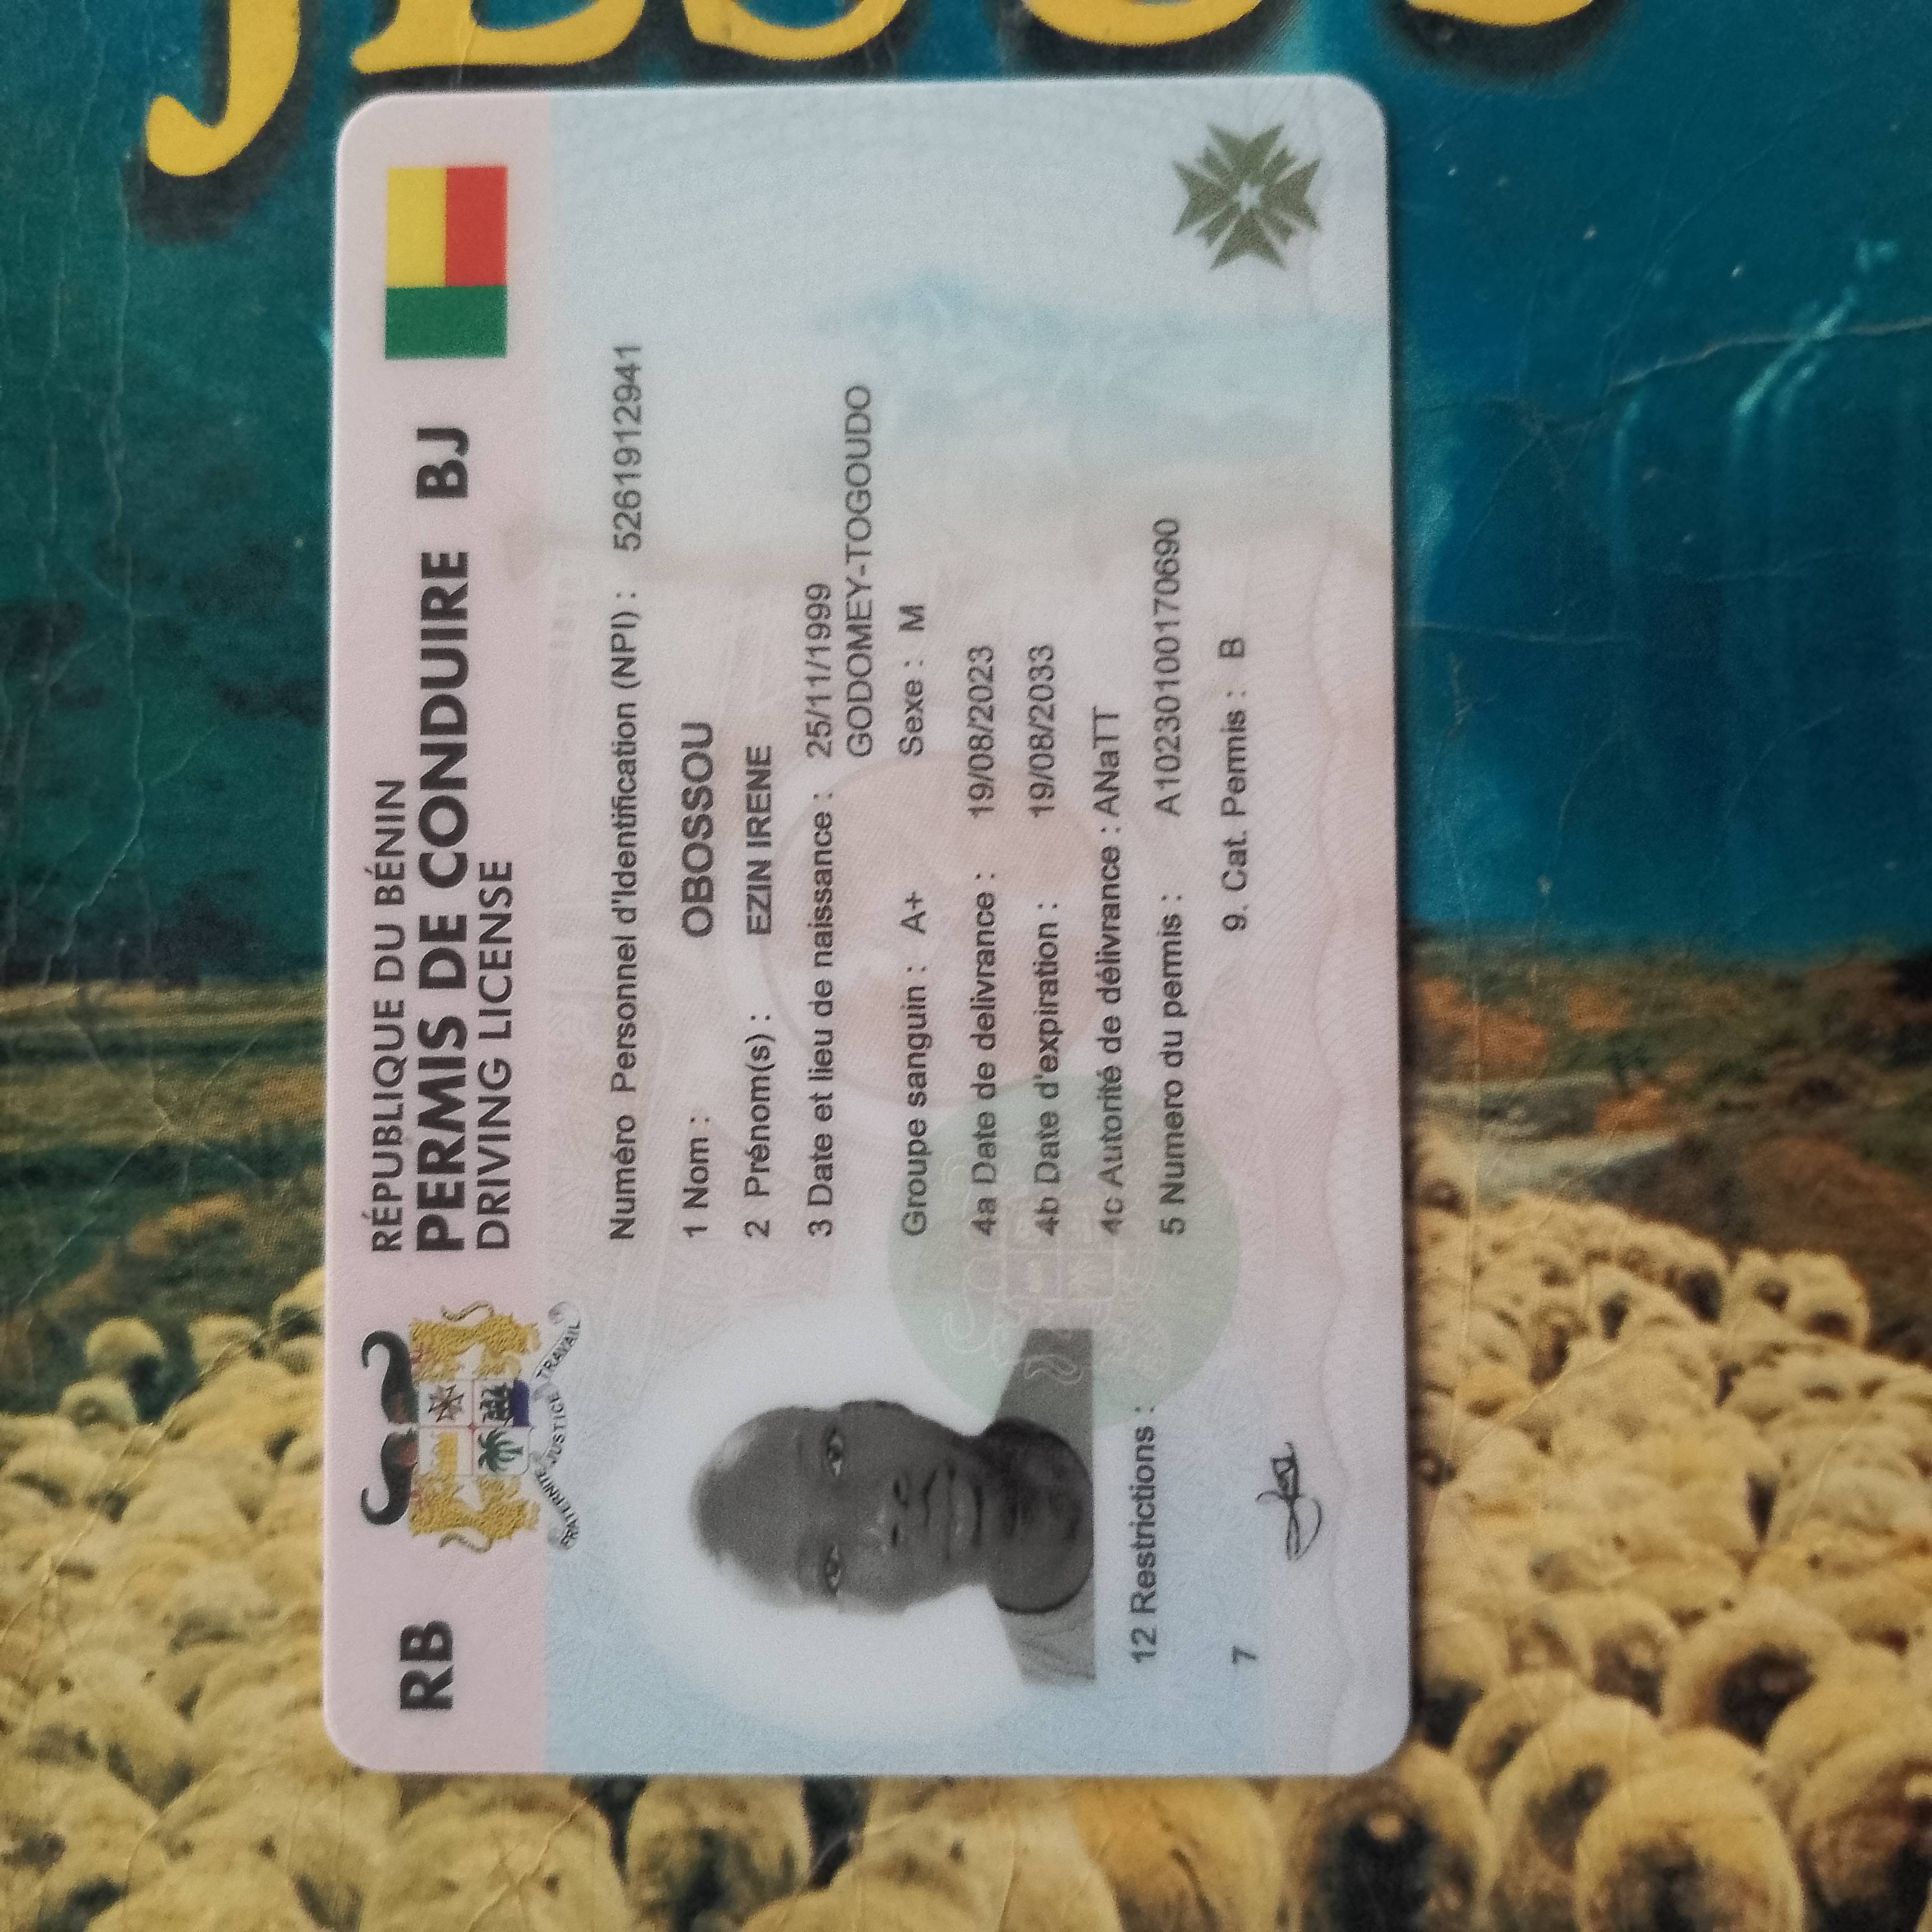 JESUS
RB
FRATERNITÉ JUSTICE TRAVAIL
RÉPUBLIQUE DU BÉNIN
PERMIS DE CONDUIRE BJ
DRIVING LICENSE
Numéro Personnel d'Identification (NPI) : 5261912941
1 Nom : OBOSSOU
2 Prénom(s) : EZIN IRENE
3 Date et lieu de naissance : 25/11/1999
GODOMEY-TOGOUDO
Groupe sanguin : A+ Sexe : M
4a Date de delivrance : 19/08/2023
4b Date d'expiration : 19/08/2033
4c Autorité de délivrance : ANaTT
5 Numero du permis : A10230100170690
9. Cat. Permis : B
12 Restrictions :
7